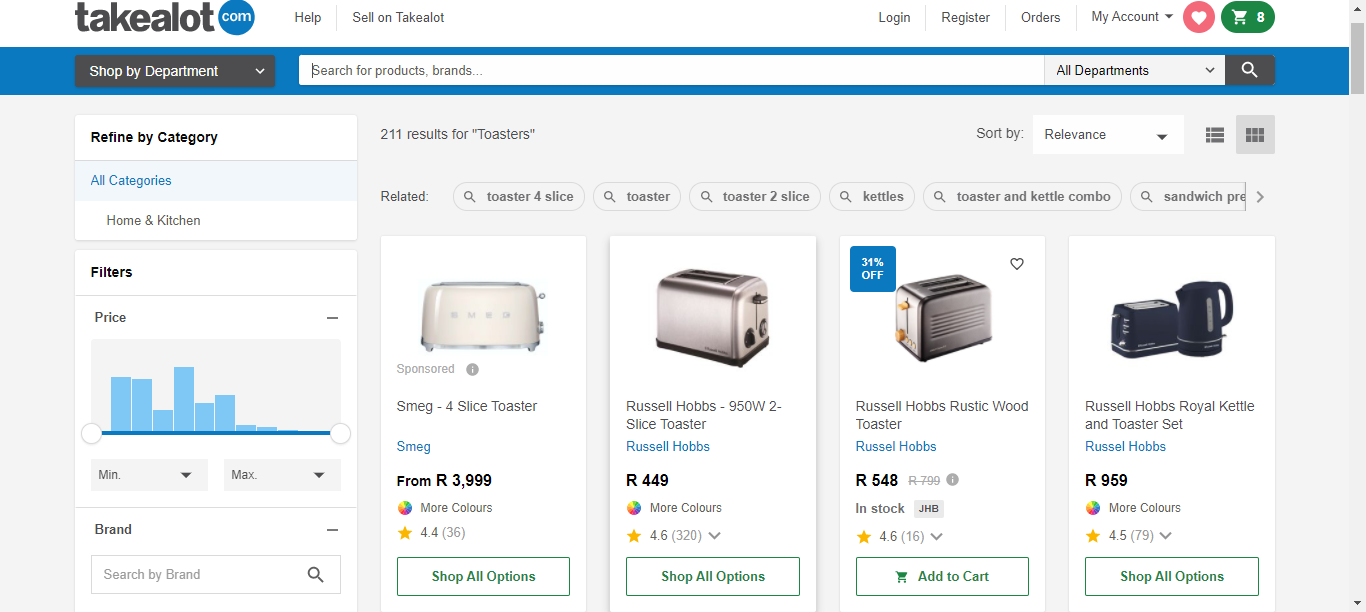 takealot com
Help
Sell on Takealot
Login
Register
Orders
My Account
8
Shop by Department
Search for products, brands...
All Departments
Refine by Category
All Categories
Home & Kitchen
Filters
Price
Min.
Max.
Brand
Search by Brand
211 results for "Toasters"
Sort by:
Relevance
Related:
toaster 4 slice
toaster
toaster 2 slice
kettles
toaster and kettle combo
sandwich pre
SMEG
Sponsored
Smeg - 4 Slice Toaster
Smeg
From R 3,999
More Colours
4.4 (36)
Shop All Options
Russell Hobbs - 950W 2-
Slice Toaster
Russell Hobbs
R 449
More Colours
4.6 (320)
Shop All Options
31%
OFF
Russell Hobbs Rustic Wood
Toaster
Russel Hobbs
R 548 R 799
In stock JHB
4.6 (16)
Add to Cart
Russell Hobbs Royal Kettle
and Toaster Set
Russel Hobbs
R 959
More Colours
4.5 (79)
Shop All Options